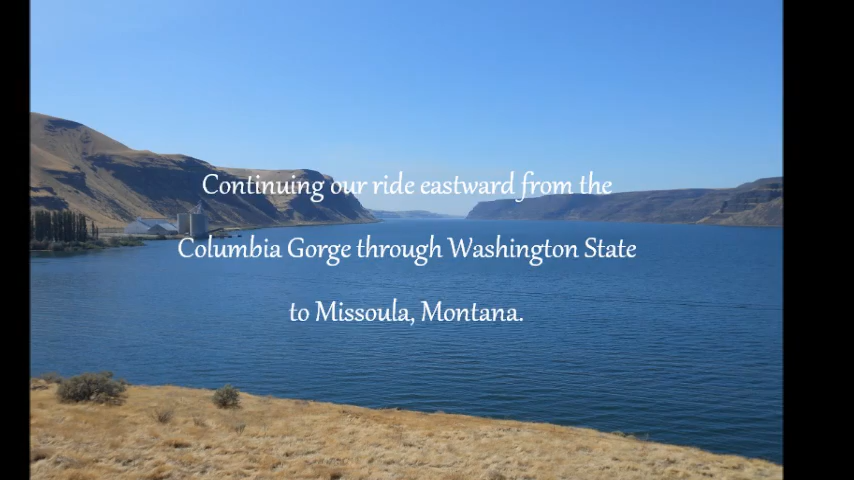 Continuing our ride eastward from the
Columbia Gorge through Washington State
to Missoula, Montana.